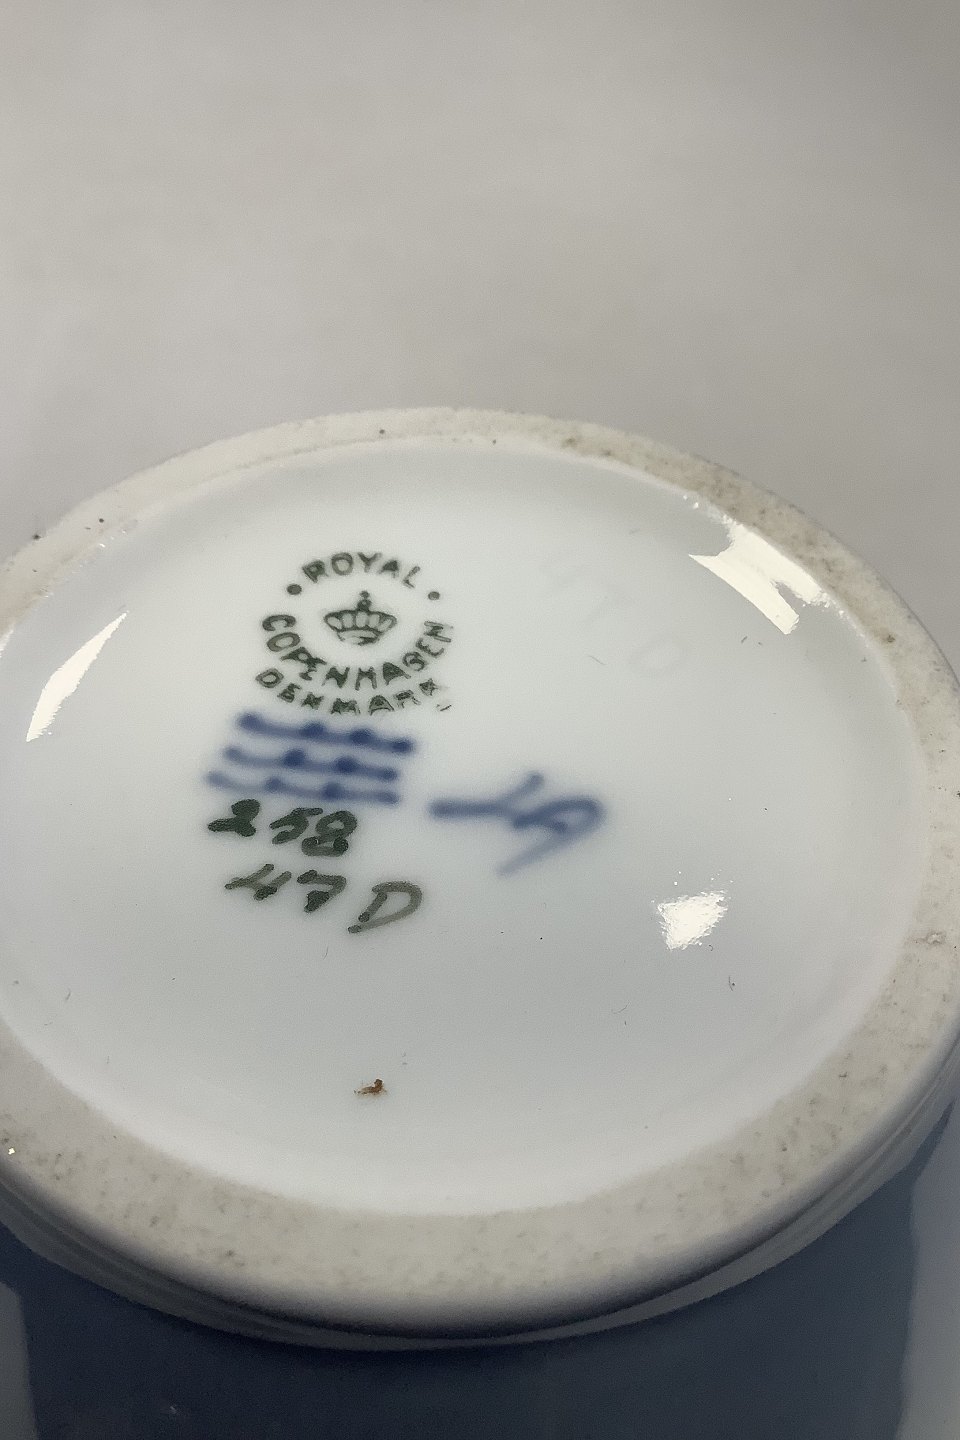 ROYAL
COPENHAGEN
DENMARK
258
47D